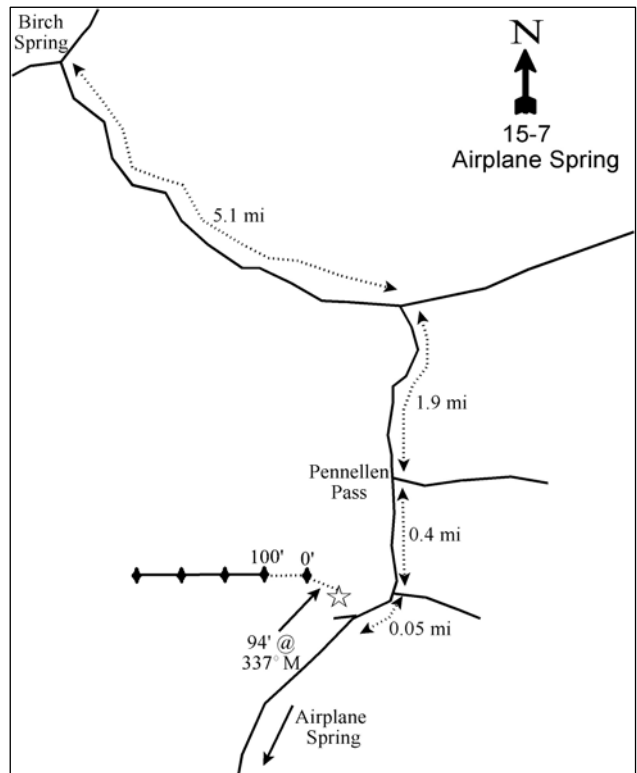 Birch
Spring
N
15-7
Airplane Spring
5.1 mi
1.9 mi
Pennellen
Pass
0.4 mi
100' 0'
0.05 mi
94' @
337° M
Airplane
Spring